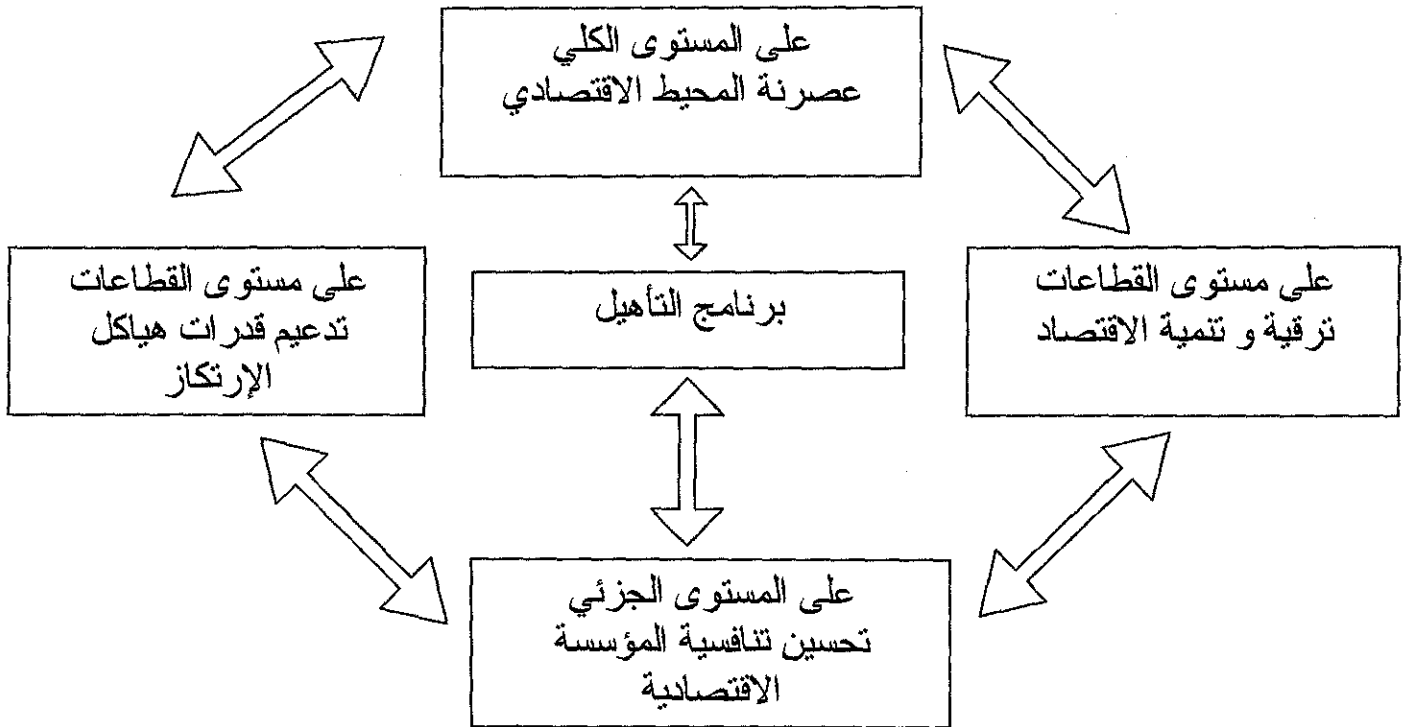 على المستوى الكلي
عصرنة المحيط الاقتصادي
على مستوى القطاعات
ترقية و تنمية الاقتصاد
برنامج التأهيل
على مستوى القطاعات
تدعيم قدرات هياكل
الإرتكاز
على المستوى الجزئي
تحسين تنافسية المؤسسة
الاقتصادية